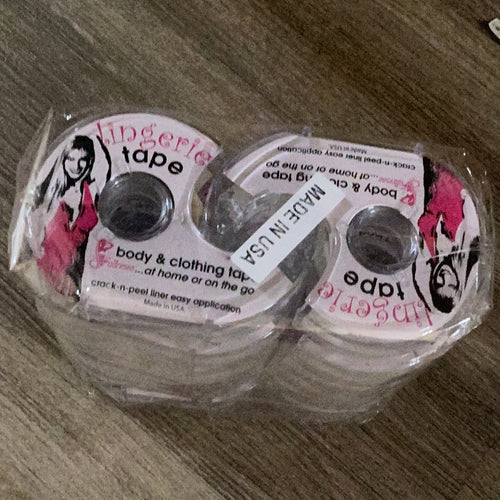 lingerie
tape
body & clothing tape
...at home or on the go
crack-n-peel liner easy application
Made in USA
MADE IN USA
lingerie
tape
body & clothing tape
...at home or on the go
crack-n-peel liner easy application
Made in USA